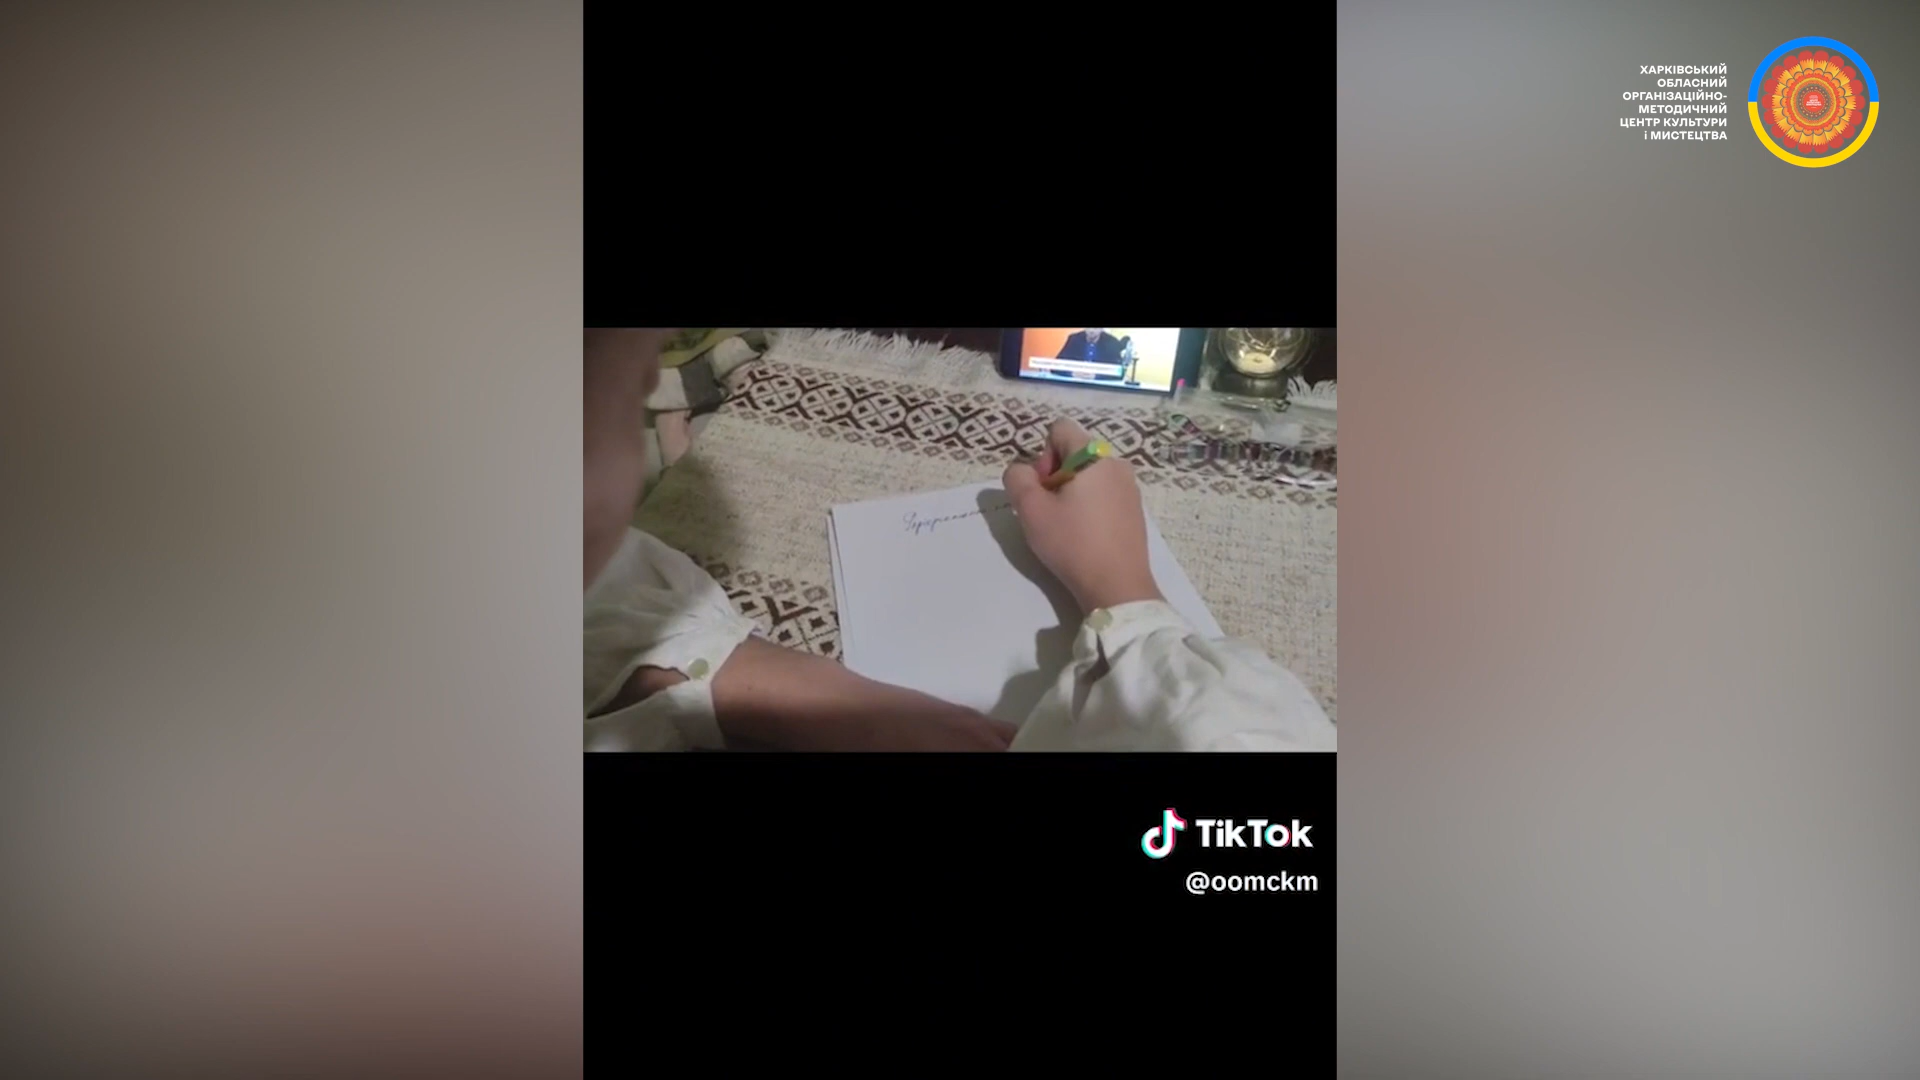 ХАРКІВСЬКИЙ
ОБЛАСНИЙ
ОРГАНІЗАЦІЙНО-
МЕТОДИЧНИЙ
ЦЕНТР КУЛЬТУРИ
і МИСТЕЦТВА
TikTok
@oomckm